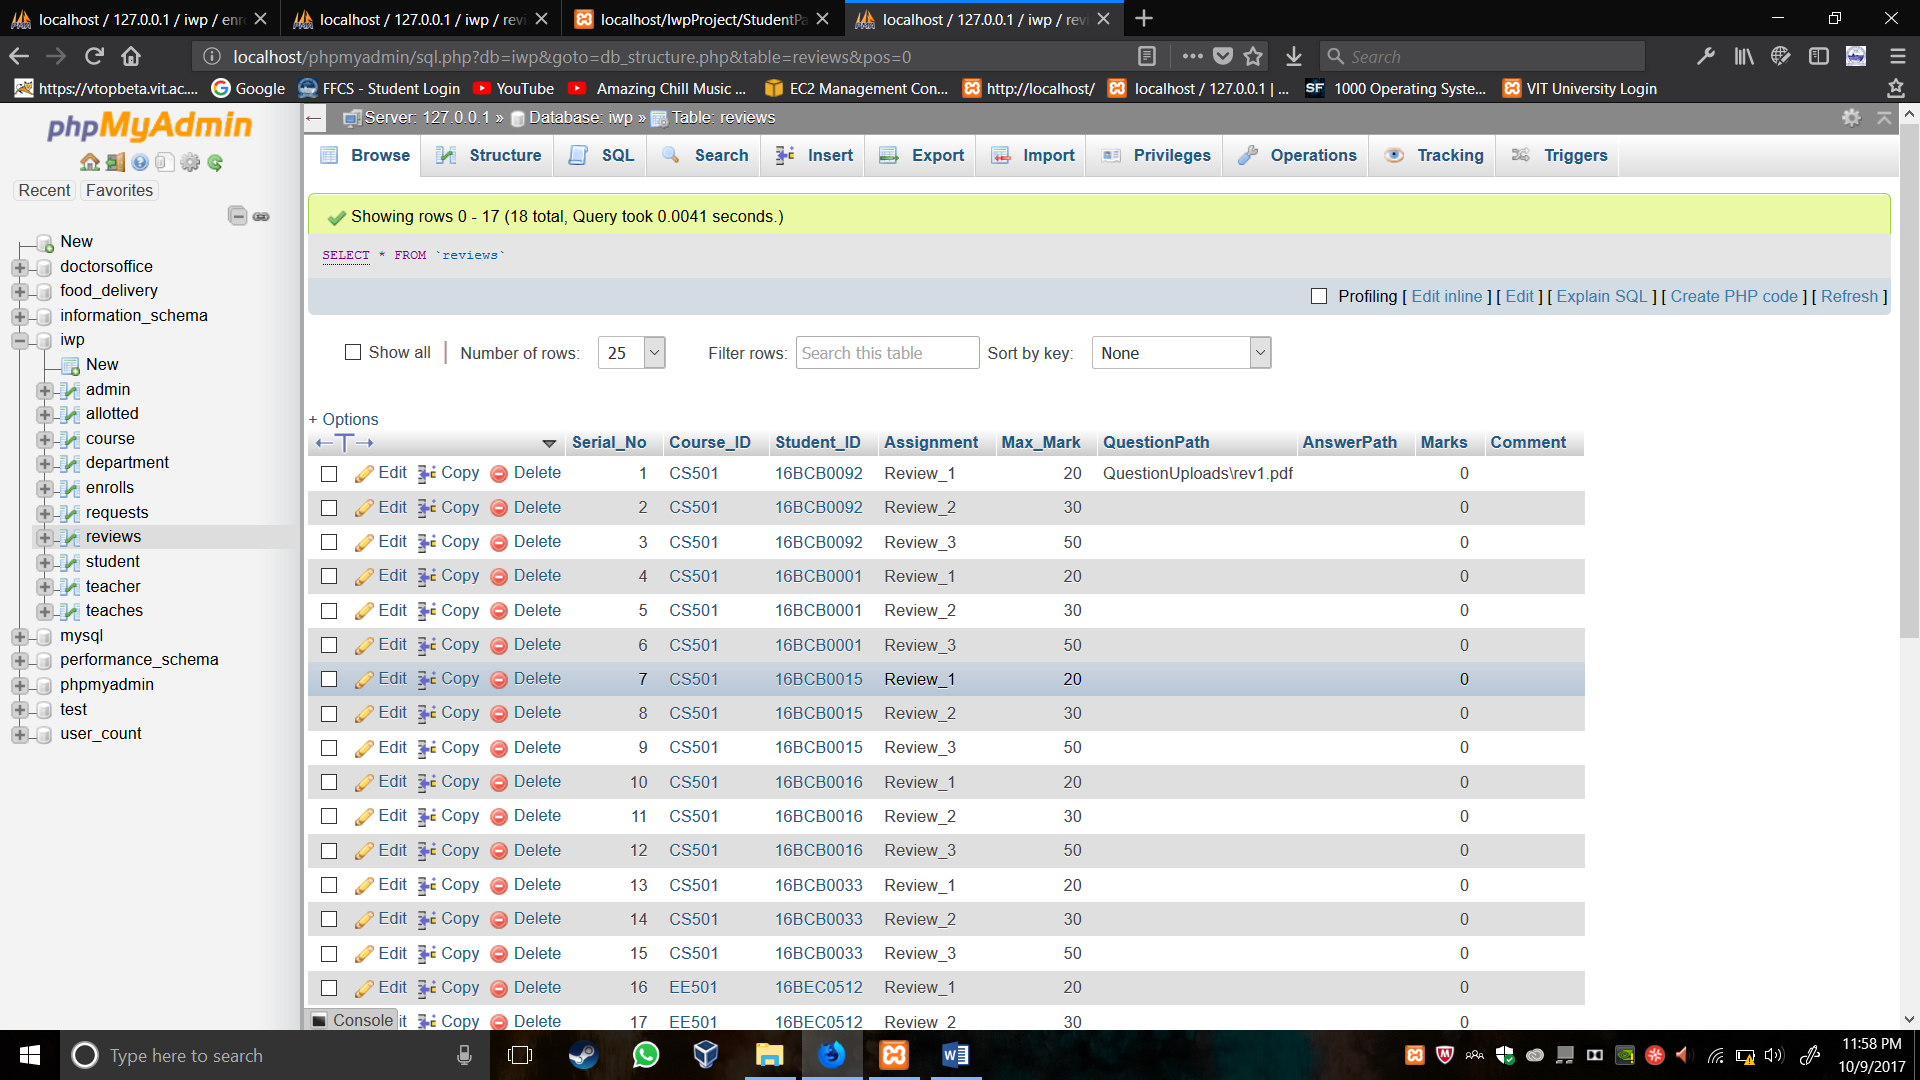 localhost / 127.0.0.1 / iwp / enr
localhost / 127.0.0.1 / iwp / revi
localhost/IwpProject/StudentPa
localhost / 127.0.0.1 / iwp / revi
localhost/phpmyadmin/sql.php?db=iwp&goto=db_structure.php&table=reviews&pos=0
Search
https://vtopbeta.vit.ac....
Google
FFCS - Student Login
YouTube
Amazing Chill Music ...
EC2 Management Con...
http://localhost/
localhost / 127.0.0.1 | ...
SF 1000 Operating Syste...
VIT University Login
phpMyAdmin
Recent Favorites
New
doctorsoffice
food_delivery
information_schema
iwp
New
admin
allotted
course
department
enrolls
requests
reviews
student
teacher
teaches
mysql
performance_schema
phpmyadmin
test
user_count
Server: 127.0.0.1 » Database: iwp » Table: reviews
Browse Structure SQL Search Insert Export Import Privileges Operations Tracking Triggers
Showing rows 0 - 17 (18 total, Query took 0.0041 seconds.)
SELECT * FROM `reviews`
Profiling [ Edit inline ] [ Edit ] [ Explain SQL ] [ Create PHP code ] [ Refresh ]
Show all | Number of rows: 25 Filter rows: Search this table Sort by key: None
+ Options
←T→ Serial_No Course_ID Student_ID Assignment Max_Mark QuestionPath AnswerPath Marks Comment
Edit Copy Delete 1 CS501 16BCB0092 Review_1 20 QuestionUploads\rev1.pdf 0
Edit Copy Delete 2 CS501 16BCB0092 Review_2 30 0
Edit Copy Delete 3 CS501 16BCB0092 Review_3 50 0
Edit Copy Delete 4 CS501 16BCB0001 Review_1 20 0
Edit Copy Delete 5 CS501 16BCB0001 Review_2 30 0
Edit Copy Delete 6 CS501 16BCB0001 Review_3 50 0
Edit Copy Delete 7 CS501 16BCB0015 Review_1 20 0
Edit Copy Delete 8 CS501 16BCB0015 Review_2 30 0
Edit Copy Delete 9 CS501 16BCB0015 Review_3 50 0
Edit Copy Delete 10 CS501 16BCB0016 Review_1 20 0
Edit Copy Delete 11 CS501 16BCB0016 Review_2 30 0
Edit Copy Delete 12 CS501 16BCB0016 Review_3 50 0
Edit Copy Delete 13 CS501 16BCB0033 Review_1 20 0
Edit Copy Delete 14 CS501 16BCB0033 Review_2 30 0
Edit Copy Delete 15 CS501 16BCB0033 Review_3 50 0
Edit Copy Delete 16 EE501 16BEC0512 Review_1 20 0
Console it Copy Delete 17 EE501 16BEC0512 Review_2 30 0
Type here to search
11:58 PM
10/9/2017